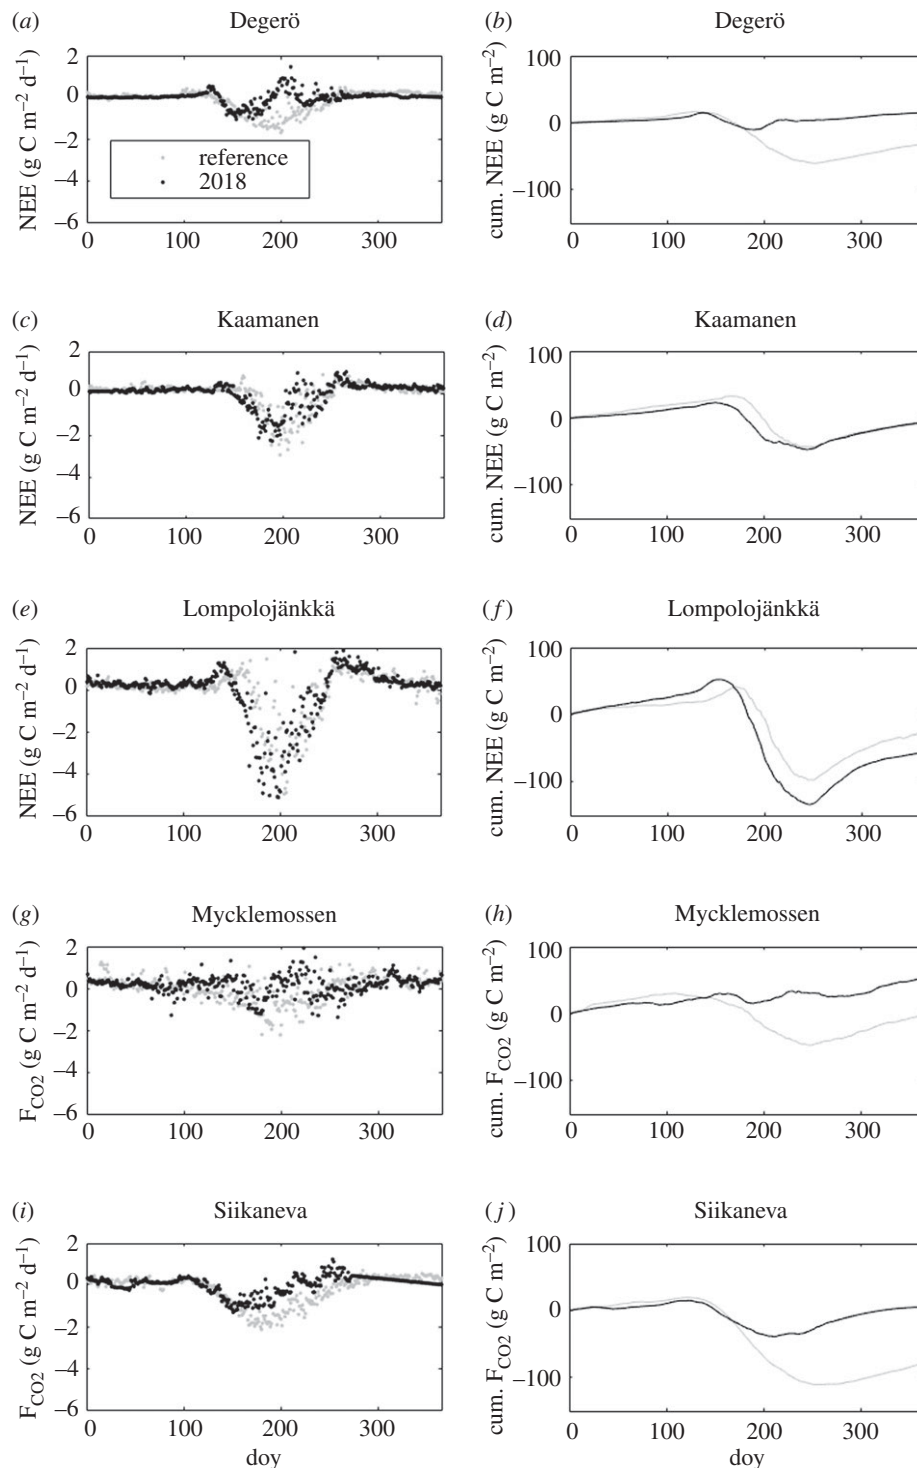 (a) Degerö
NEE (g C m−2 d−1)
2
0
−2
−4
−6
reference
2018
0 100 200 300
(b) Degerö
cum. NEE (g C m−2)
100
0
−100
0 100 200 300
(c) Kaamanen
NEE (g C m−2 d−1)
2
0
−2
−4
−6
0 100 200 300
(d) Kaamanen
cum. NEE (g C m−2)
100
0
−100
0 100 200 300
(e) Lompolojänkkä
NEE (g C m−2 d−1)
2
0
−2
−4
−6
0 100 200 300
(f) Lompolojänkkä
cum. NEE (g C m−2)
100
0
−100
0 100 200 300
(g) Mycklemossen
FCO2 (g C m−2 d−1)
2
0
−2
−4
−6
0 100 200 300
(h) Mycklemossen
cum. FCO2 (g C m−2)
100
0
−100
0 100 200 300
(i) Siikaneva
FCO2 (g C m−2 d−1)
2
0
−2
−4
−6
0 100 200 300
doy
(j) Siikaneva
cum. FCO2 (g C m−2)
100
0
−100
0 100 200 300
doy